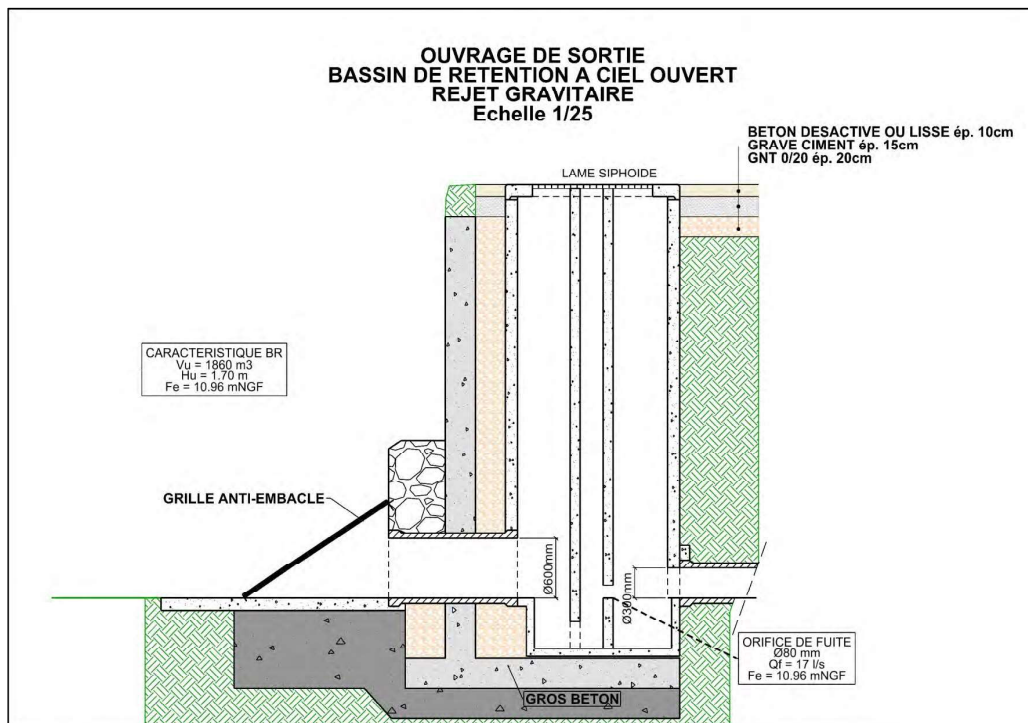 OUVRAGE DE SORTIE
BASSIN DE RETENTION A CIEL OUVERT
REJET GRAVITAIRE
Echelle 1/25
BETON DESACTIVE OU LISSE ép. 10cm
GRAVE CIMENT ép. 15cm
GNT 0/20 ép. 20cm
LAME SIPHOIDE
CARACTERISTIQUE BR
Vu = 1860 m3
Hu = 1.70 m
Fe = 10.96 mNGF
GRILLE ANTI-EMBACLE
Ø600mm
Ø300mm
ORIFICE DE FUITE
Ø80 mm
Qf = 17 l/s
Fe = 10.96 mNGF
GROS BETON